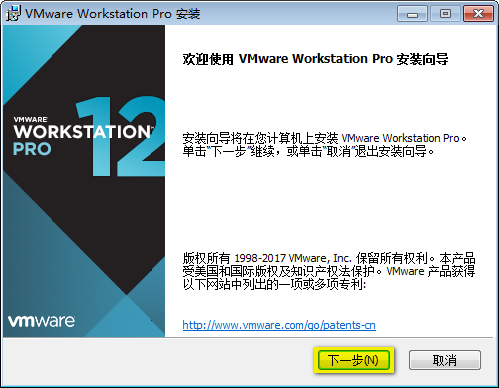 VMware Workstation Pro 安装
欢迎使用 VMware Workstation Pro 安装向导
VMWARE
WORKSTATION
PRO
12
安装向导将在您计算机上安装 VMware Workstation Pro。
单击“下一步”继续，或单击“取消”退出安装向导。
版权所有 1998-2017 VMware, Inc. 保留所有权利。本产品
受美国和国际版权及知识产权法保护。VMware 产品获得
以下网站中列出的一项或多项专利:
http://www.vmware.com/go/patents-cn
vmware
下一步(N)
取消